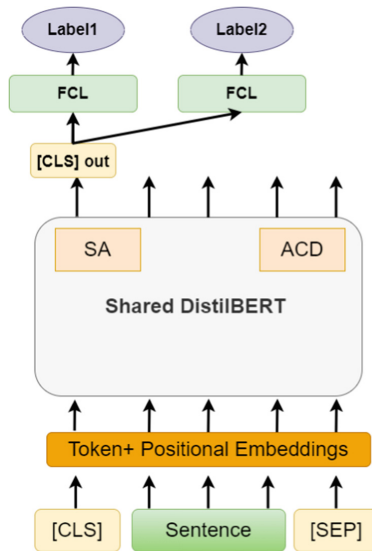 Label1
Label2
FCL
FCL
[CLS] out
SA
ACD
Shared DistilBERT
Token+ Positional Embeddings
[CLS]
Sentence
[SEP]